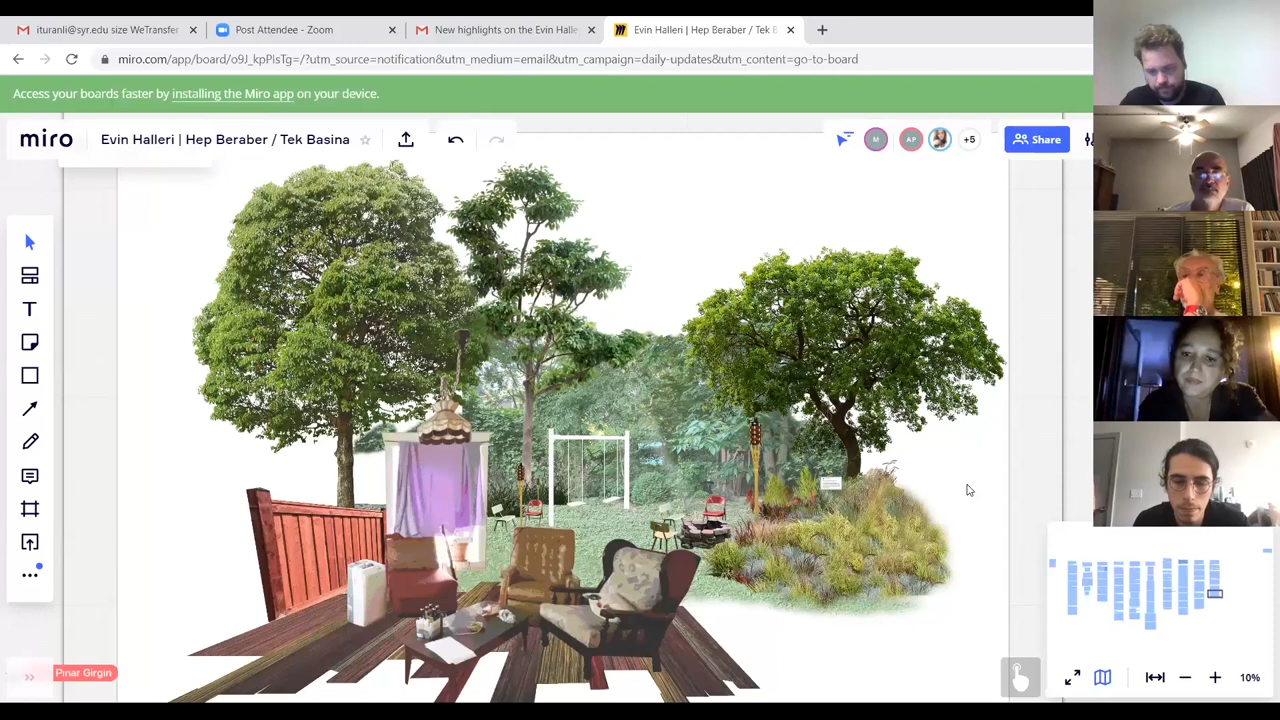 ituranli@syr.edu size WeTransfer
Post Attendee - Zoom
New highlights on the Evin Halle
Evin Halleri | Hep Beraber / Tek B
miro.com/app/board/o9J_kpPlsTg=/?utm_source=notification&utm_medium=email&utm_campaign=daily-updates&utm_content=go-to-board
Access your boards faster by installing the Miro app on your device.
miro
Evin Halleri | Hep Beraber / Tek Basina
M
AP
+5
Share
T
Pınar Girgin
10%